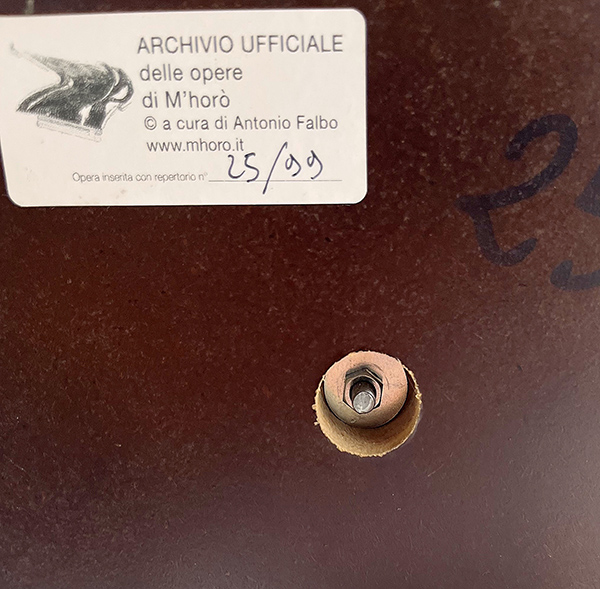 ARCHIVIO UFFICIALE
delle opere
di M'horò
© a cura di Antonio Falbo
www.mhoro.it
Opera inserita con repertorio n° 25/99
25